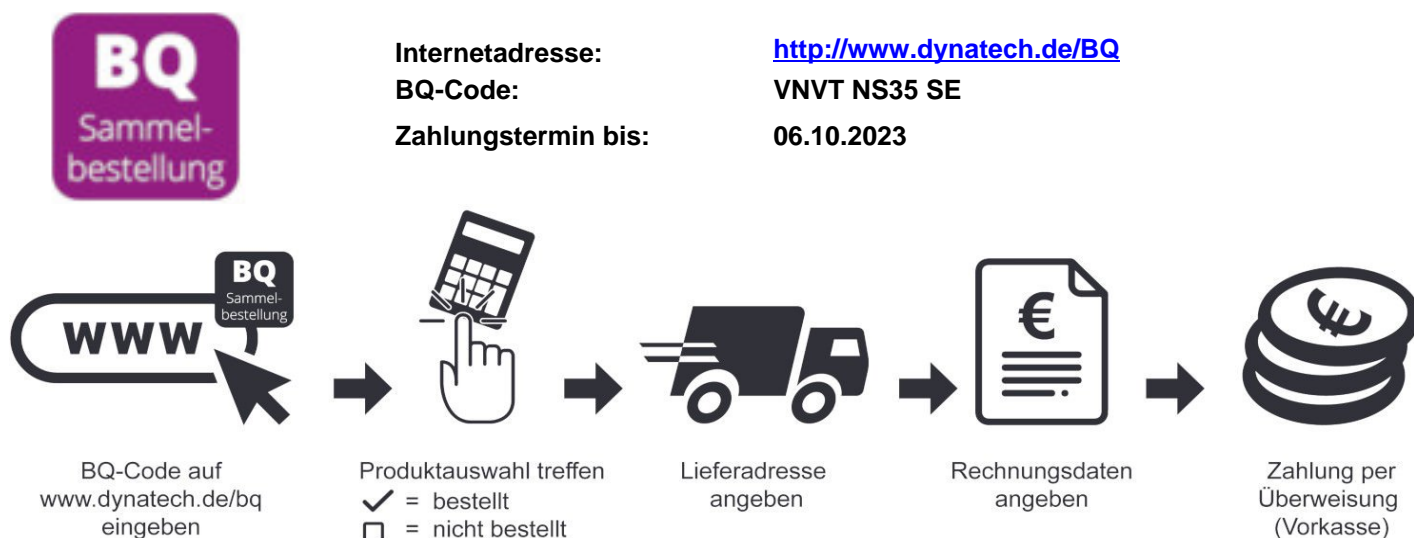 BQ
Sammel-
bestellung
Internetadresse: http://www.dynatech.de/BQ
BQ-Code: VNVT NS35 SE
Zahlungstermin bis: 06.10.2023
BQ
Sammel-
bestellung
WWW
€
€
BQ-Code auf
www.dynatech.de/bq
eingeben
Produktauswahl treffen
✓ = bestellt
☐ = nicht bestellt
Lieferadresse
angeben
Rechnungsdaten
angeben
Zahlung per
Überweisung
(Vorkasse)